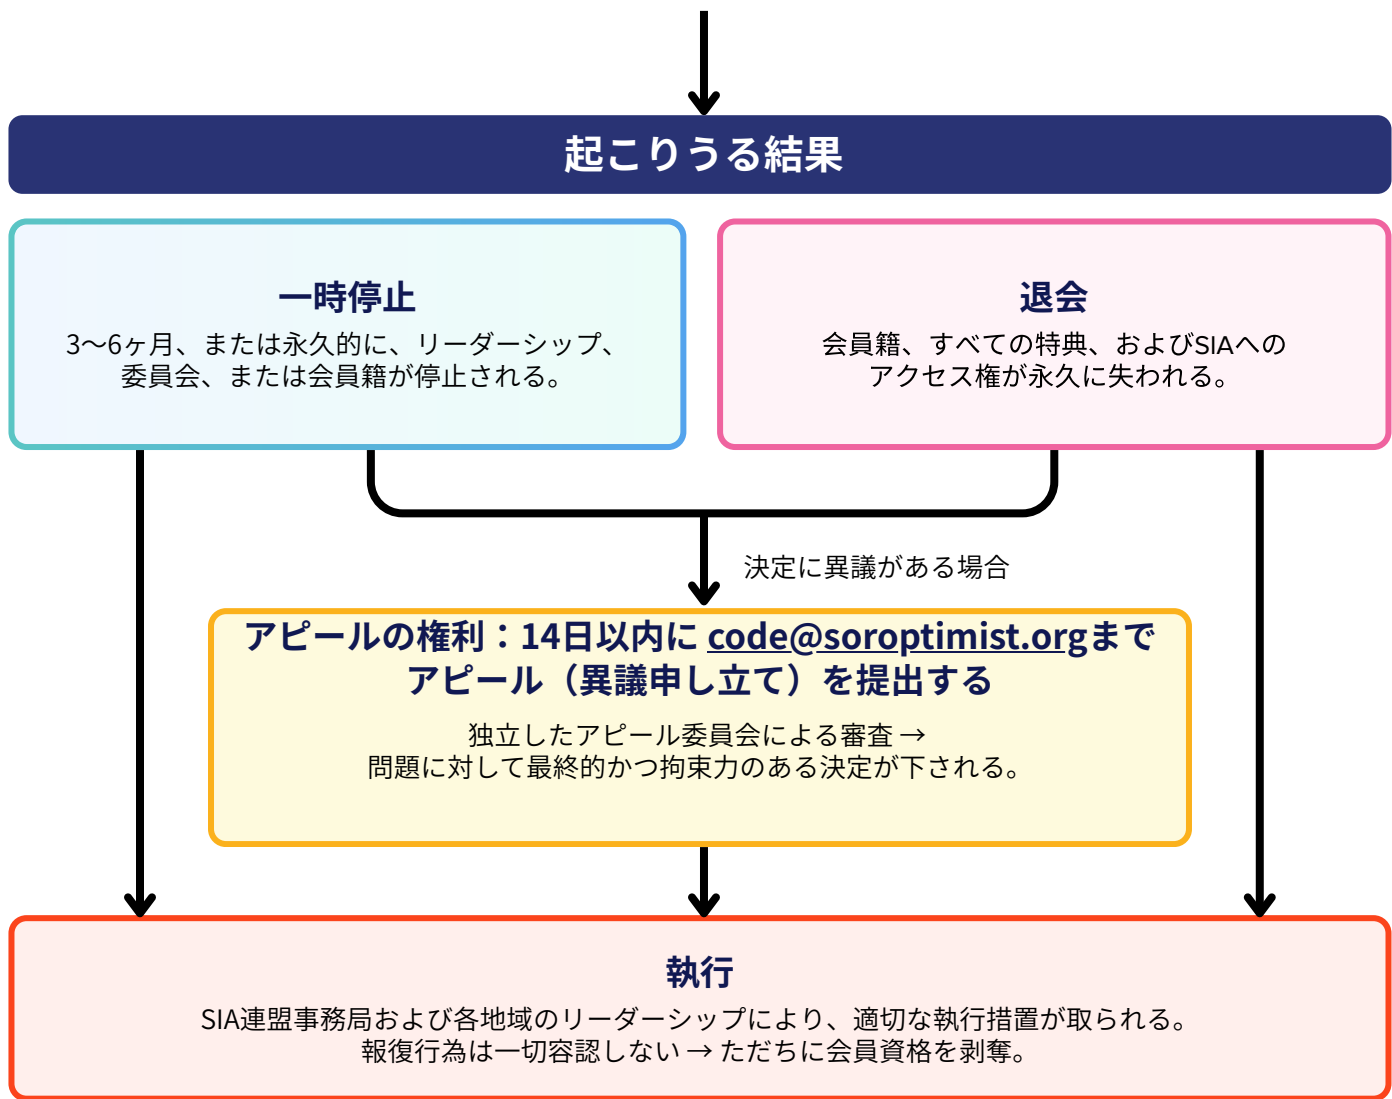 起こりうる結果
一時停止
3〜6ヶ月、または永久的に、リーダーシップ、
委員会、または会員籍が停止される。
退会
会員籍、すべての特典、およびSIAへの
アクセス権が永久に失われる。
決定に異議がある場合
アピールの権利：14日以内に code@soroptimist.orgまで
アピール（異議申し立て）を提出する
独立したアピール委員会による審査 →
問題に対して最終的かつ拘束力のある決定が下される。
執行
SIA連盟事務局および各地域のリーダーシップにより、適切な執行措置が取られる。
報復行為は一切容認しない → ただちに会員資格を剥奪。